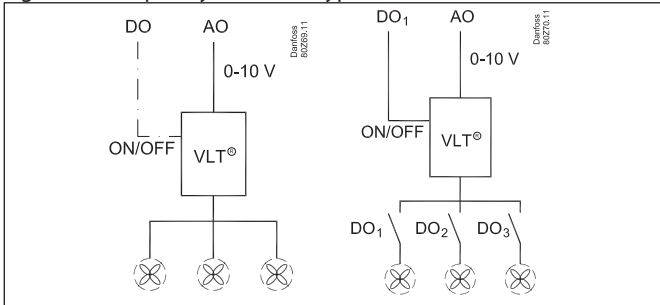 DO
AO
Danfoss
80Z69.11
0-10 V
ON/OFF
VLT®
DO1
AO
Danfoss
80Z70.11
0-10 V
ON/OFF
VLT®
DO1
DO2
DO3